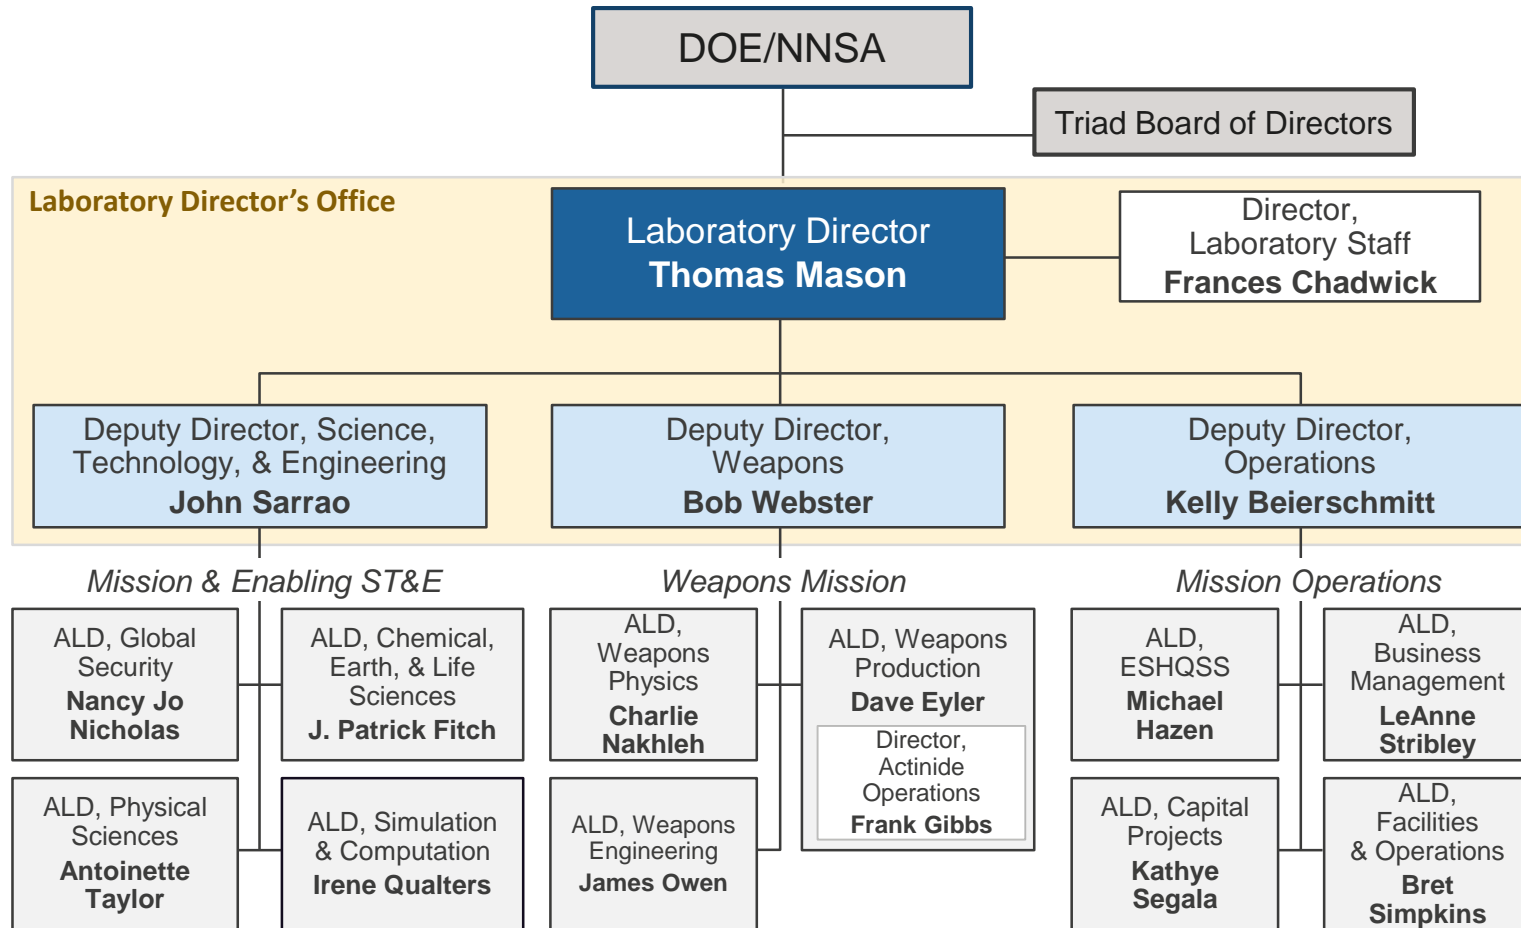 DOE/NNSA
Triad Board of Directors
Laboratory Director’s Office
Laboratory Director
Thomas Mason
Director,
Laboratory Staff
Frances Chadwick
Deputy Director, Science,
Technology, & Engineering
John Sarrao
Deputy Director,
Weapons
Bob Webster
Deputy Director,
Operations
Kelly Beierschmitt
Mission & Enabling ST&E
Weapons Mission
Mission Operations
ALD, Global
Security
Nancy Jo
Nicholas
ALD, Chemical,
Earth, & Life
Sciences
J. Patrick Fitch
ALD,
Weapons
Physics
Charlie
Nakhleh
ALD, Weapons
Production
Dave Eyler
Director,
Actinide
Operations
Frank Gibbs
ALD,
ESHQSS
Michael
Hazen
ALD,
Business
Management
LeAnne
Stribley
ALD, Physical
Sciences
Antoinette
Taylor
ALD, Simulation
& Computation
Irene Qualters
ALD, Weapons
Engineering
James Owen
ALD, Capital
Projects
Kathye
Segala
ALD,
Facilities
& Operations
Bret
Simpkins